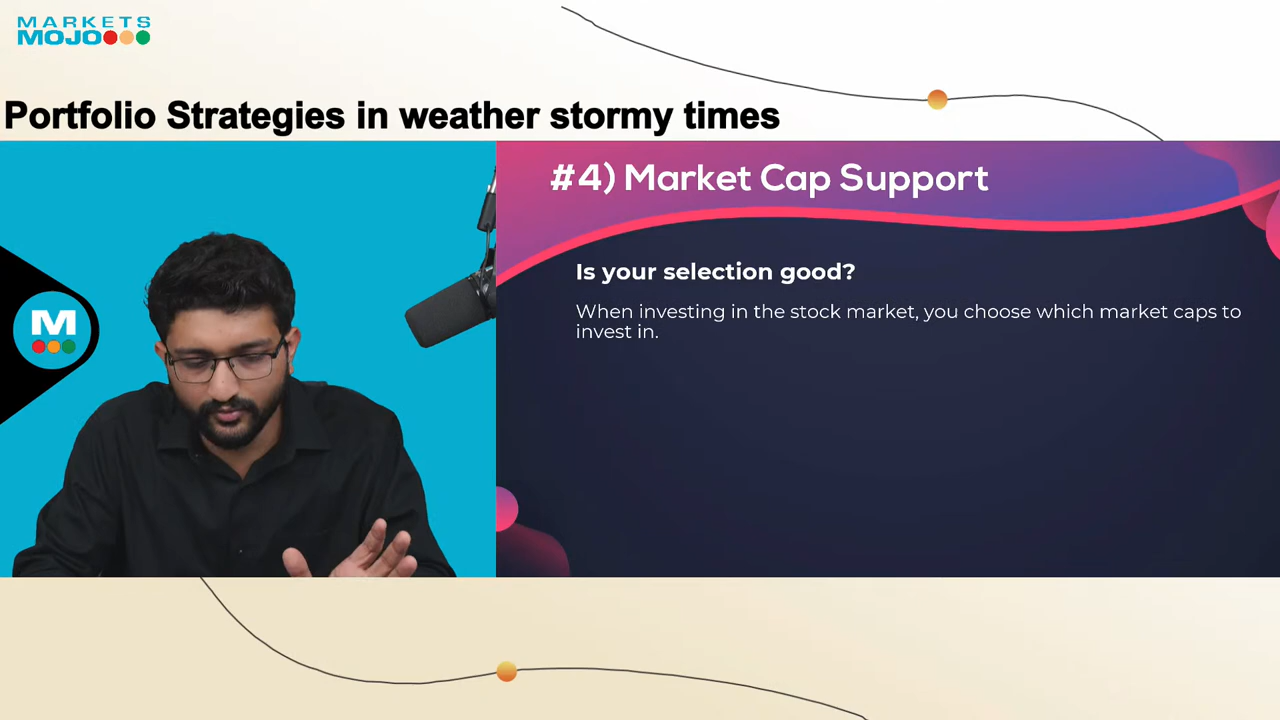 MARKETS
MOJO
Portfolio Strategies in weather stormy times
M
#4) Market Cap Support
Is your selection good?
When investing in the stock market, you choose which market caps to
invest in.